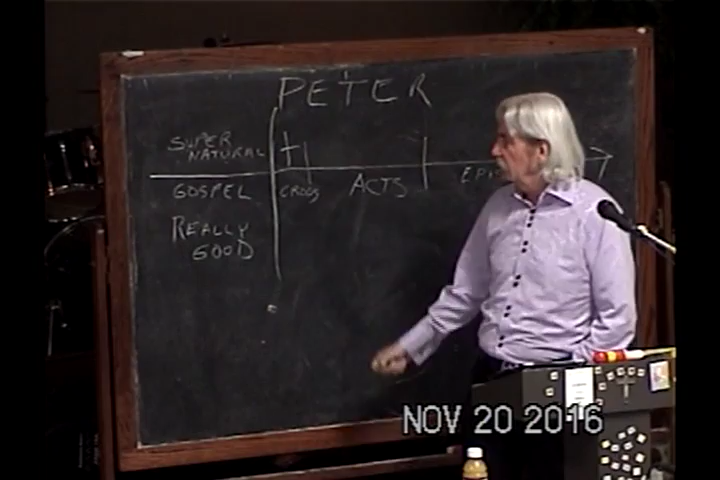 PETER
SUPER
NATURAL
GOSPEL
CROSS
ACTS
REALLY
GOOD
NOV 20 2016